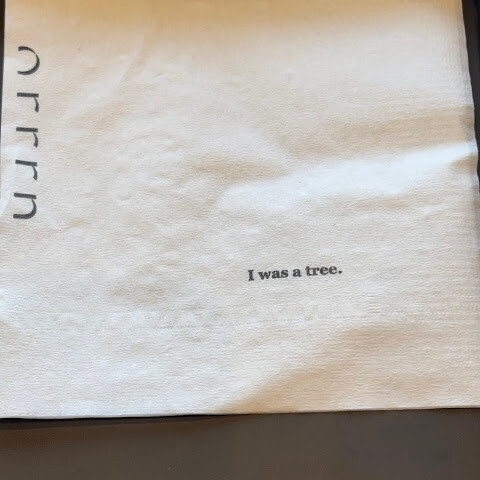 I was a tree.